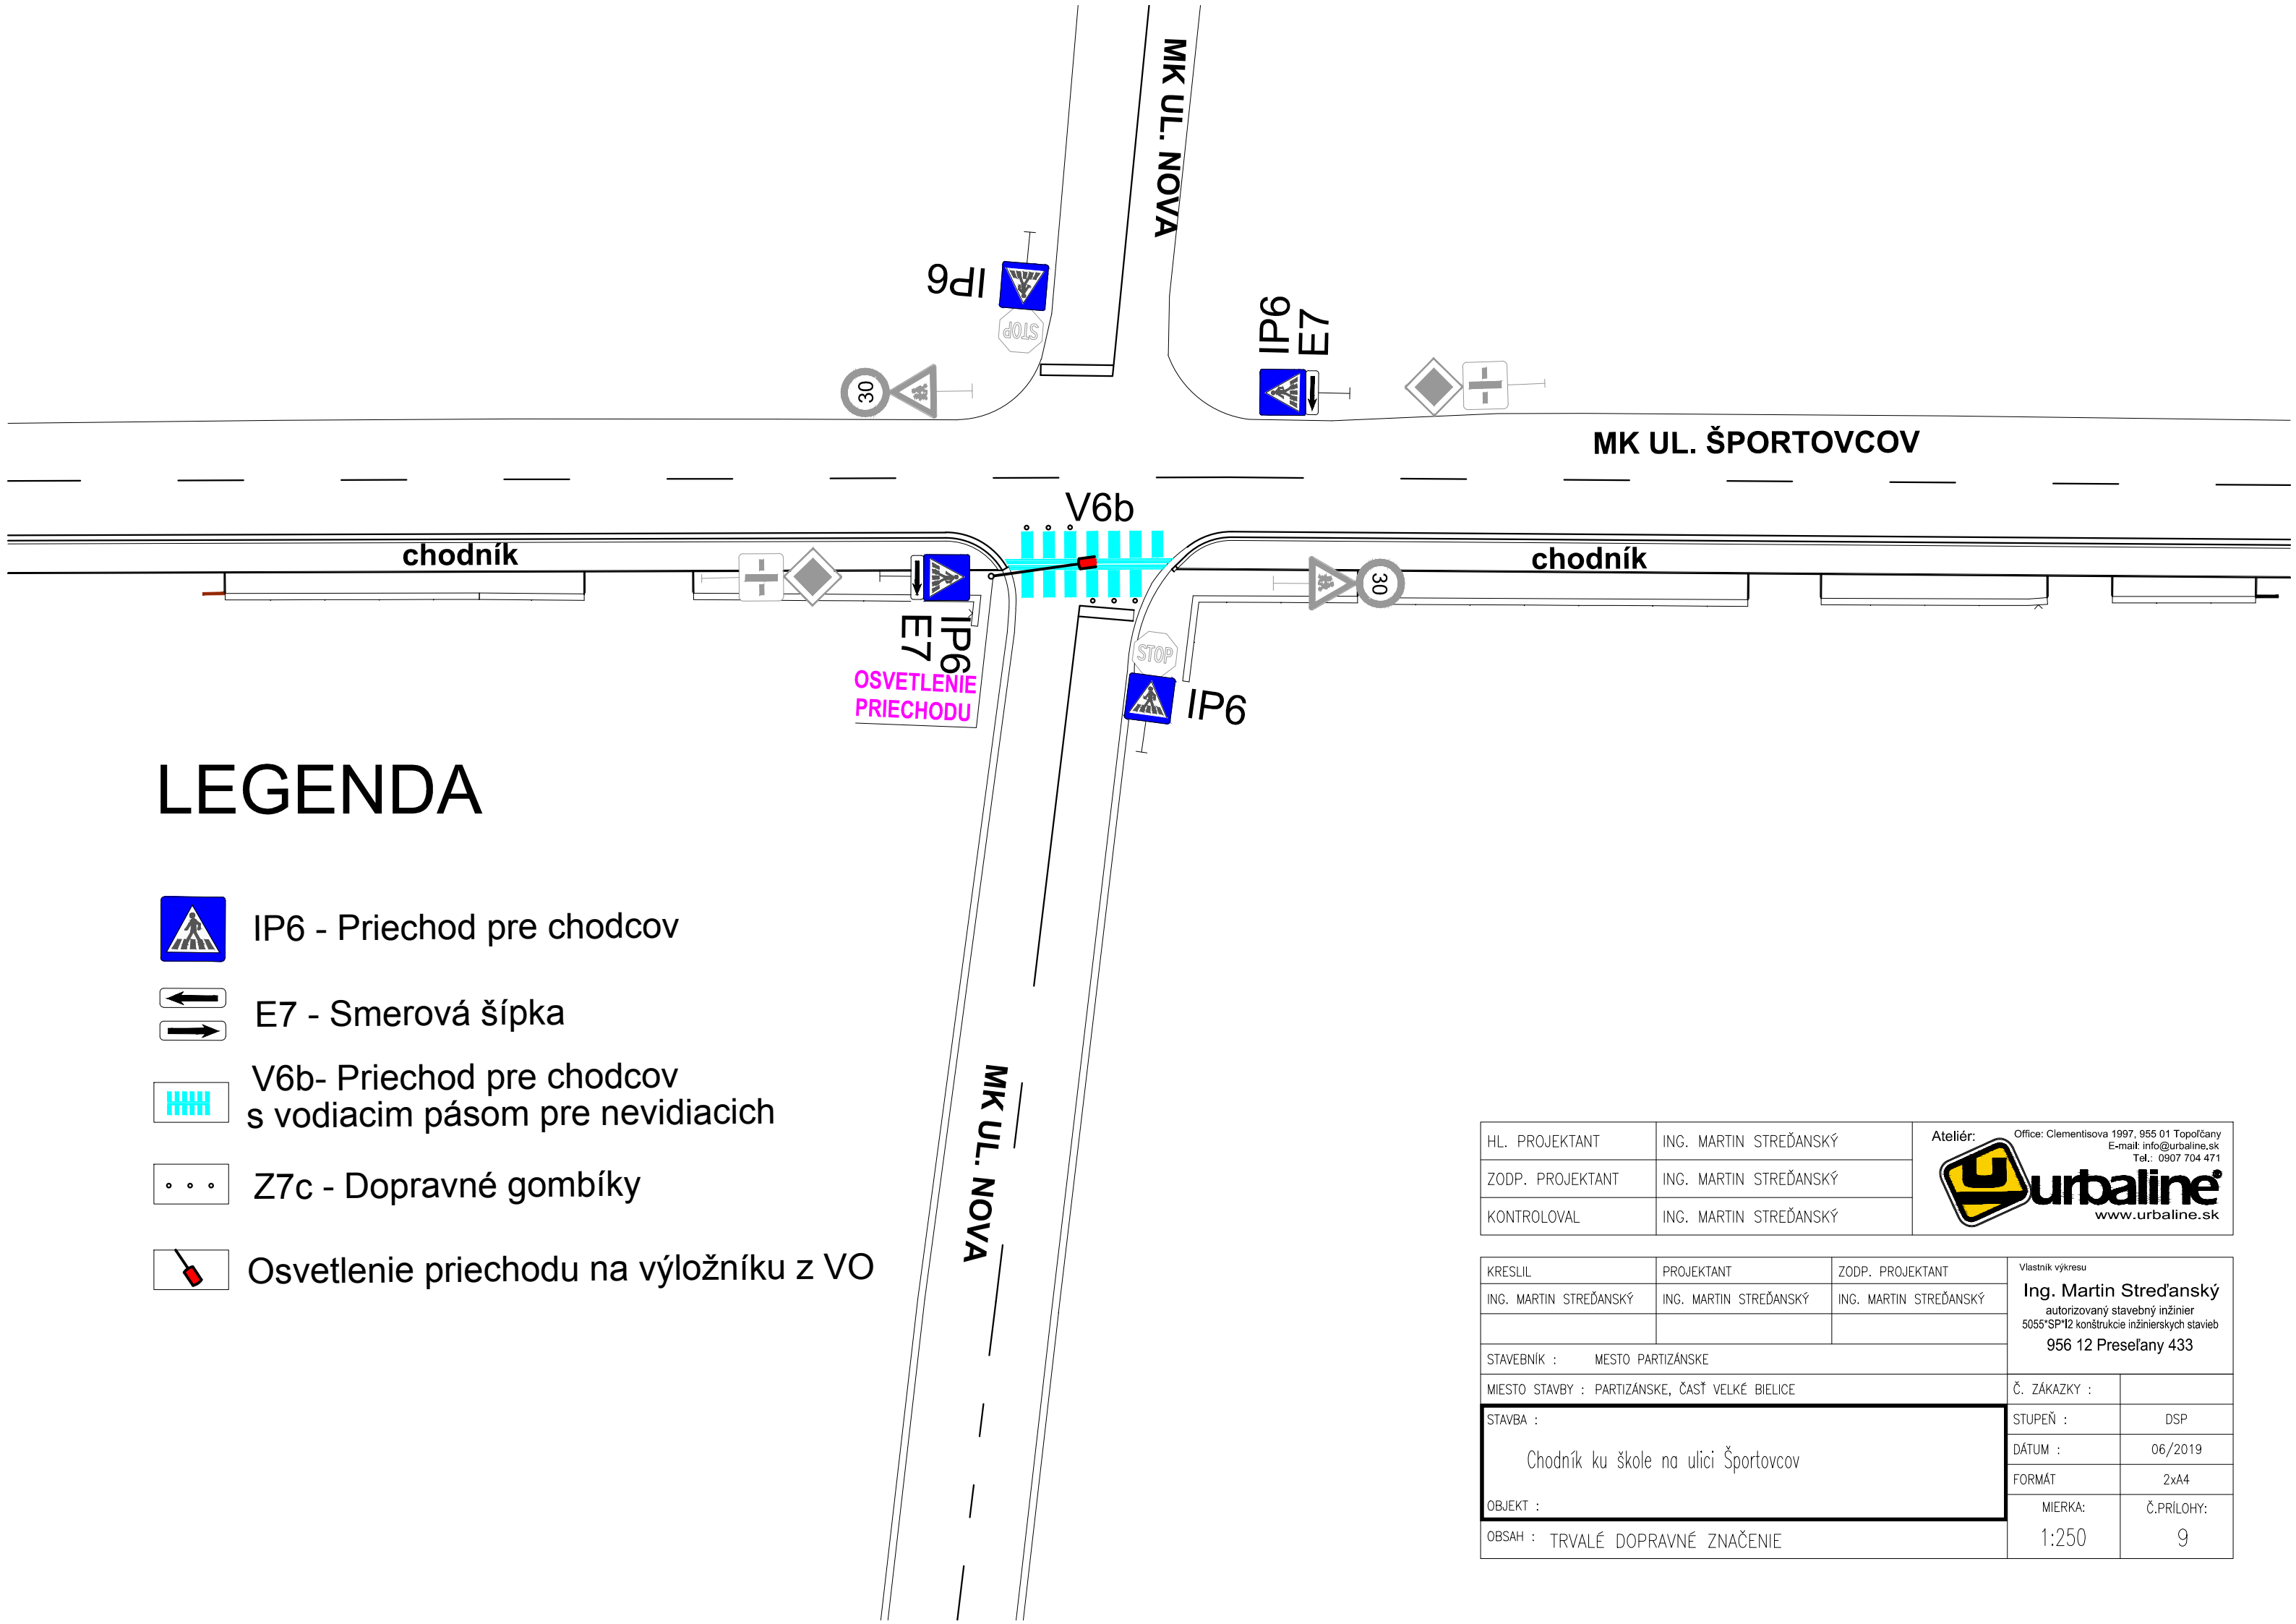 MK UL. NOVA
IP6
STOP
30
IP6
E7
MK UL. ŠPORTOVCOV
V6b
chodník
chodník
30
IP6
E7
STOP
IP6
OSVETLENIE
PRIECHODU
LEGENDA
IP6 - Priechod pre chodcov
E7 - Smerová šípka
V6b- Priechod pre chodcov
s vodiacim pásom pre nevidiacich
Z7c - Dopravné gombíky
Osvetlenie priechodu na výložníku z VO
MK UL. NOVA
HL. PROJEKTANT ING. MARTIN STREĎANSKÝ
ZODP. PROJEKTANT ING. MARTIN STREĎANSKÝ
KONTROLOVAL ING. MARTIN STREĎANSKÝ
Ateliér:
Office: Clementisova 1997, 955 01 Topoľčany
E-mail: info@urbaline.sk
Tel.: 0907 704 471
urbaline
www.urbaline.sk
KRESLIL PROJEKTANT ZODP. PROJEKTANT
ING. MARTIN STREĎANSKÝ ING. MARTIN STREĎANSKÝ ING. MARTIN STREĎANSKÝ
Vlastník výkresu
Ing. Martin Streďanský
autorizovaný stavebný inžinier
5055*SP*I2 konštrukcie inžinierskych stavieb
956 12 Preseľany 433
STAVEBNÍK : MESTO PARTIZÁNSKE
MIESTO STAVBY : PARTIZÁNSKE, ČASŤ VELKÉ BIELICE
Č. ZÁKAZKY :
STAVBA :
Chodník ku škole na ulici Športovcov
OBJEKT :
OBSAH : TRVALÉ DOPRAVNÉ ZNAČENIE
STUPEŇ : DSP
DÁTUM : 06/2019
FORMÁT 2xA4
MIERKA: Č.PRÍLOHY:
1:250 9